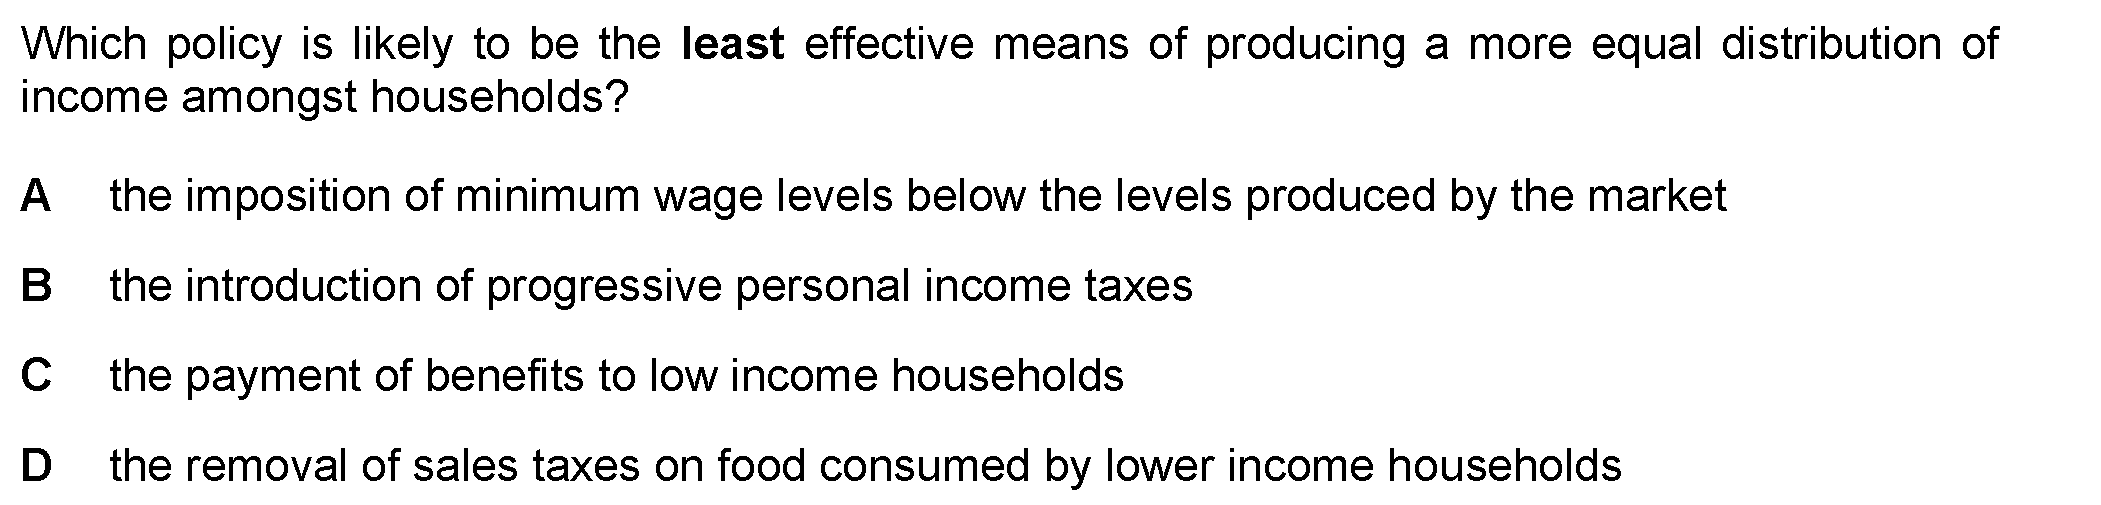 Which policy is likely to be the least effective means of producing a more equal distribution of
income amongst households?
A the imposition of minimum wage levels below the levels produced by the market
B the introduction of progressive personal income taxes
C the payment of benefits to low income households
D the removal of sales taxes on food consumed by lower income households